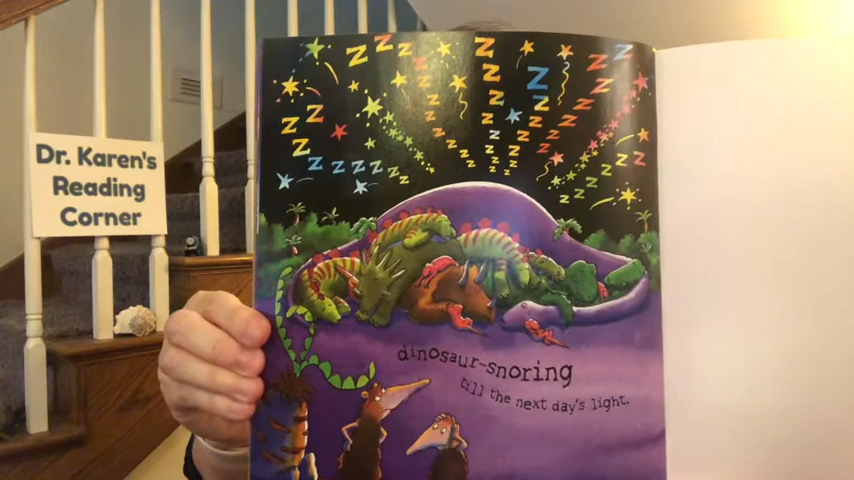 Dr. Karen's
Reading
Corner
Z Z Z Z Z Z Z Z Z Z Z Z Z Z Z Z Z Z Z Z
dinosaur-snoring
till the next day's light.